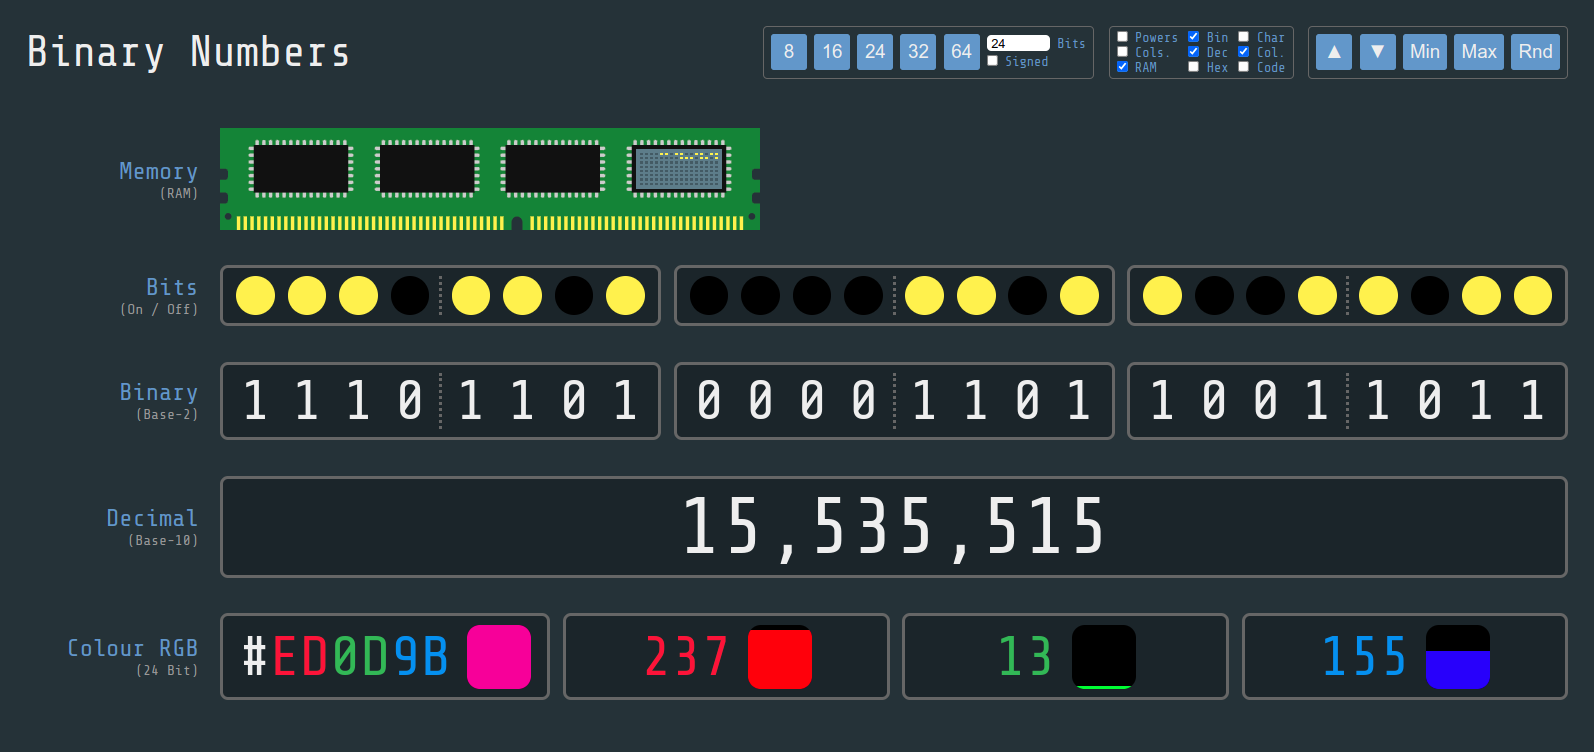 Binary Numbers
8 16 24 32 64 24 Bits
Signed
Powers Bin Char
Cols. Dec Col.
RAM Hex Code
▲ ▼ Min Max Rnd
Memory
(RAM)
Bits
(On / Off)
Binary
(Base-2)
1 1 1 0 1 1 0 1 0 0 0 0 1 1 0 1 1 0 0 1 1 0 1 1
Decimal
(Base-10)
15,535,515
Colour RGB
(24 Bit)
#ED0D9B 237 13 155